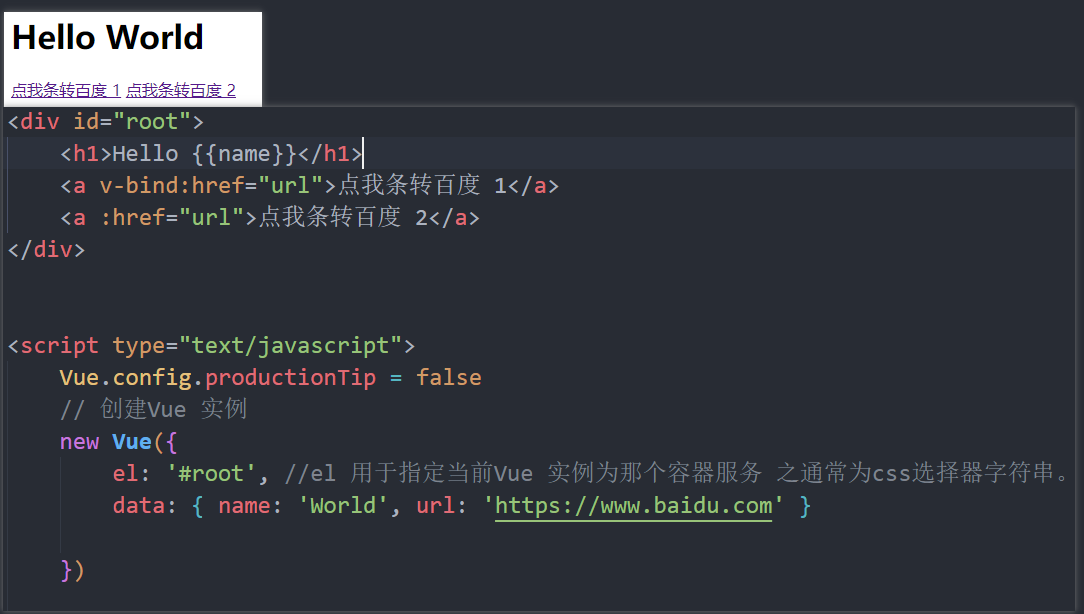 Hello World
点我条转百度 1 点我条转百度 2
<div id="root">
    <h1>Hello {{name}}</h1>
    <a v-bind:href="url">点我条转百度 1</a>
    <a :href="url">点我条转百度 2</a>
</div>
<script type="text/javascript">
    Vue.config.productionTip = false
    // 创建Vue 实例
    new Vue({
        el: '#root', //el 用于指定当前Vue 实例为那个容器服务 之通常为css选择器字符串。
        data: { name: 'World', url: 'https://www.baidu.com' }
    })